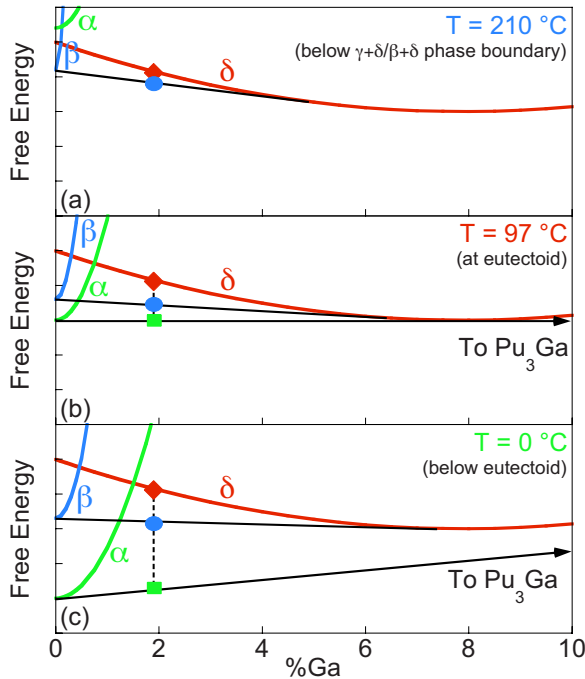 α
T = 210 °C
(below γ+δ/β+δ phase boundary)
β
δ
Free Energy
(a)
β
T = 97 °C
(at eutectoid)
α
δ
Free Energy
To Pu₃Ga
(b)
T = 0 °C
(below eutectoid)
β
δ
α
Free Energy
To Pu₃Ga
(c)
0 2 4 6 8 10
%Ga